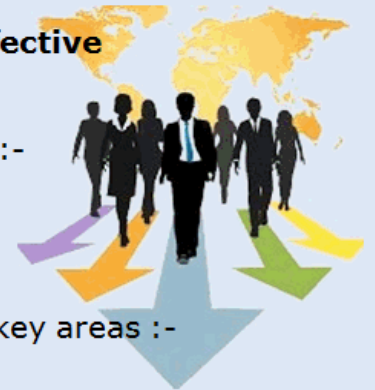 ective
:-
key areas :-